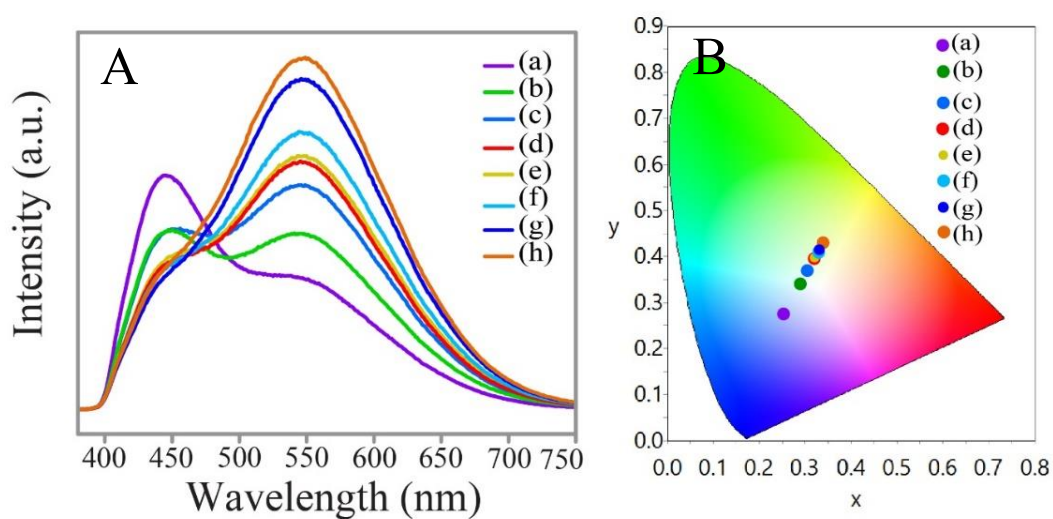 A
(a)
(b)
(c)
(d)
(e)
(f)
(g)
(h)
Intensity (a.u.)
400 450 500 550 600 650 700 750
Wavelength (nm)
B
(a)
(b)
(c)
(d)
(e)
(f)
(g)
(h)
0.9
0.8
0.7
0.6
0.5
y
0.4
0.3
0.2
0.1
0.0
0.0 0.1 0.2 0.3 0.4 0.5 0.6 0.7 0.8
x